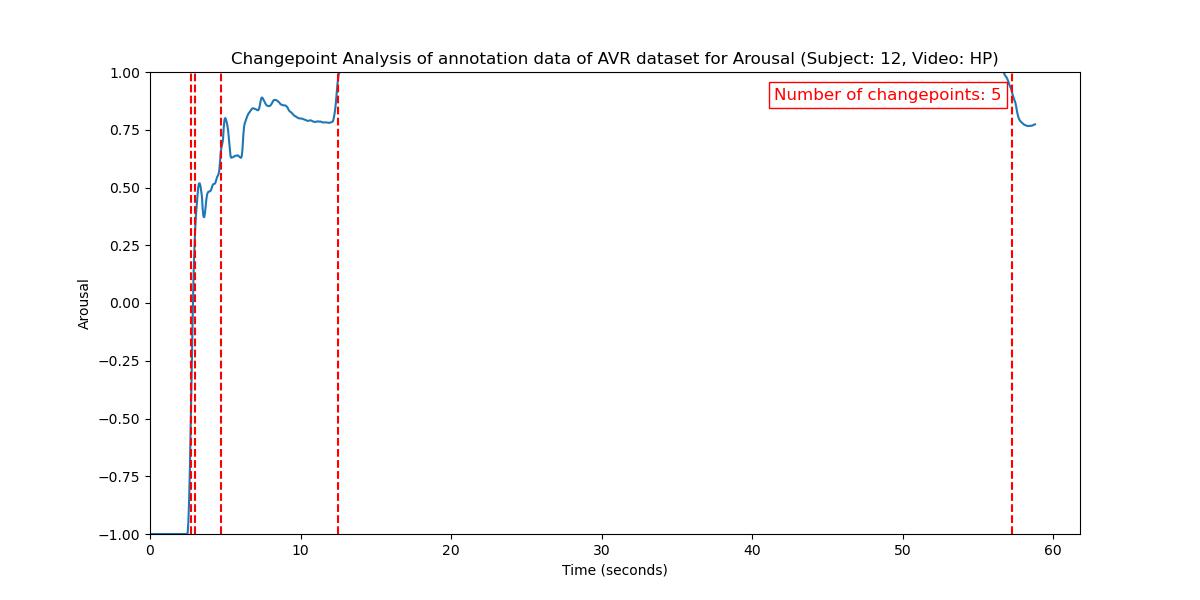 Changepoint Analysis of annotation data of AVR dataset for Arousal (Subject: 12, Video: HP)
Number of changepoints: 5
1.00
0.75
0.50
0.25
0.00
−0.25
−0.50
−0.75
−1.00
Arousal
0 10 20 30 40 50 60
Time (seconds)